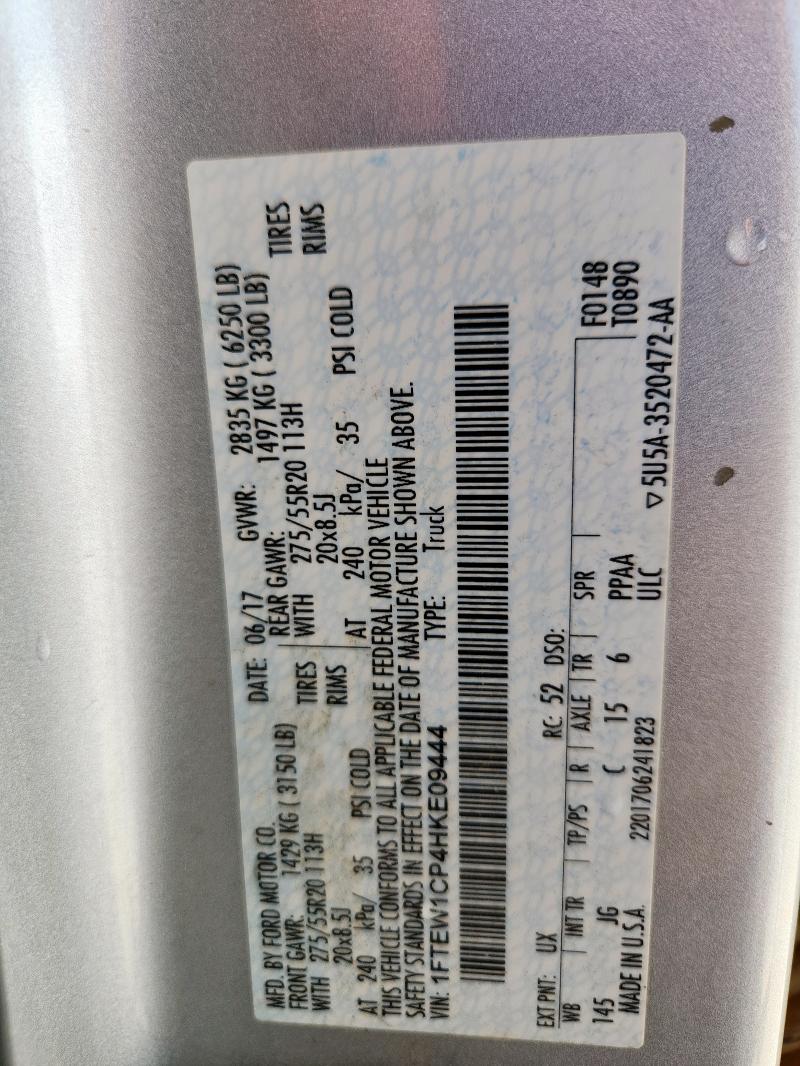 MFD. BY FORD MOTOR CO. DATE: 06/17 GVWR: 2835 KG ( 6250 LB)
FRONT GAWR: 1429 KG ( 3150 LB) REAR GAWR: 1497 KG ( 3300 LB)
WITH 275/55R20 113H TIRES WITH 275/55R20 113H TIRES
20x8.5J RIMS 20x8.5J RIMS
AT 240 kPa/ 35 PSI COLD AT 240 kPa/ 35 PSI COLD
THIS VEHICLE CONFORMS TO ALL APPLICABLE FEDERAL MOTOR VEHICLE
SAFETY STANDARDS IN EFFECT ON THE DATE OF MANUFACTURE SHOWN ABOVE.
VIN: 1FTEW1CP4HKE09444 TYPE: Truck
EXT PNT: UX RC: 52 DSO:
WB INT TR TP/PS R AXLE TR SPR F0148
145 JG C 15 6 PPAA T0890
MADE IN U.S.A. 2201706241823 ULC ▽5U5A-3520472-AA